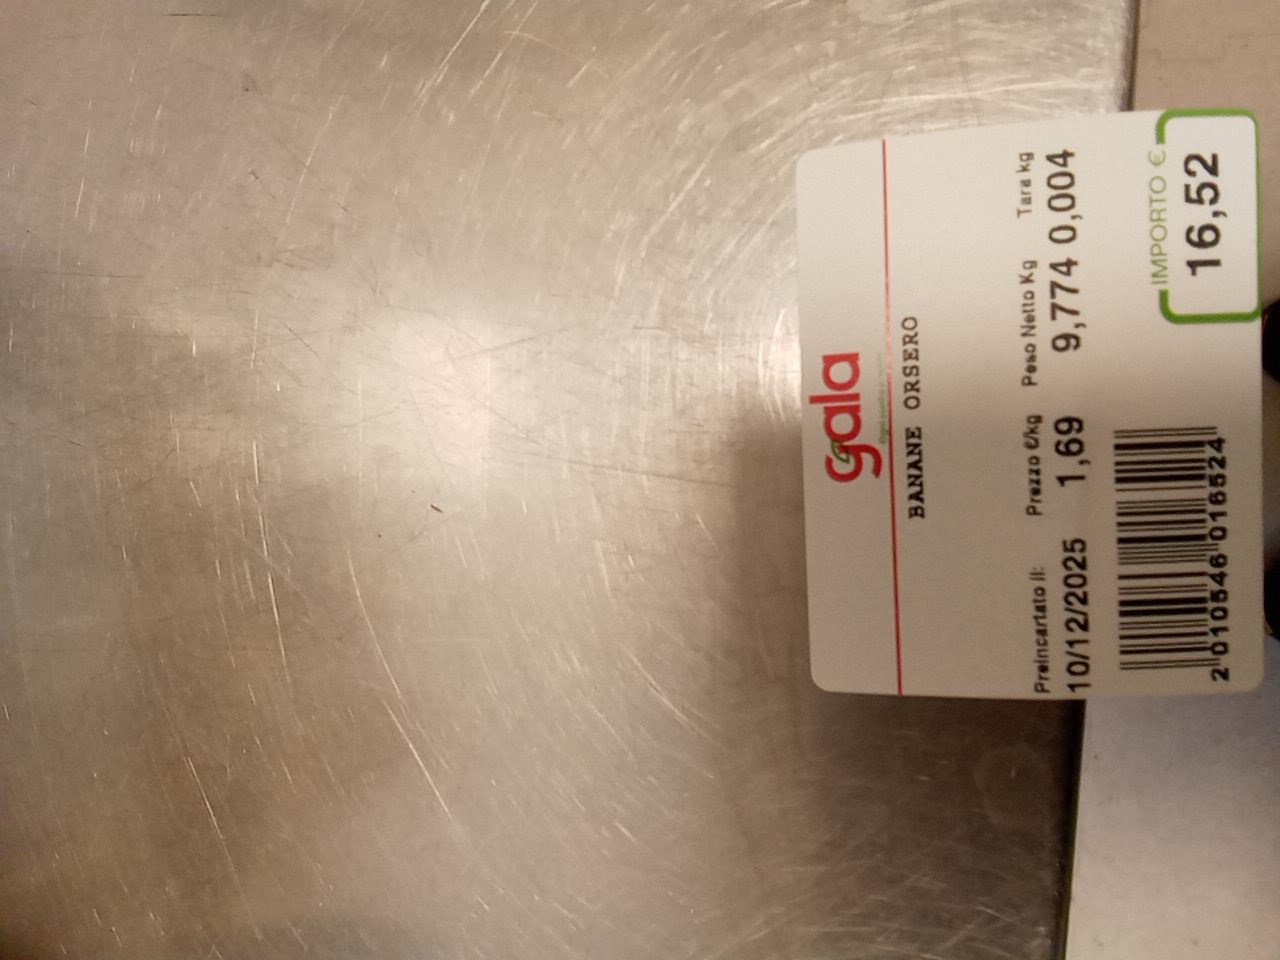 gala
BANANE ORSERO
Preincartato il: Prezzo €/kg Peso Netto Kg Tara kg
10/12/2025 1,69 9,774 0,004
IMPORTO €
16,52
2 010546 016524